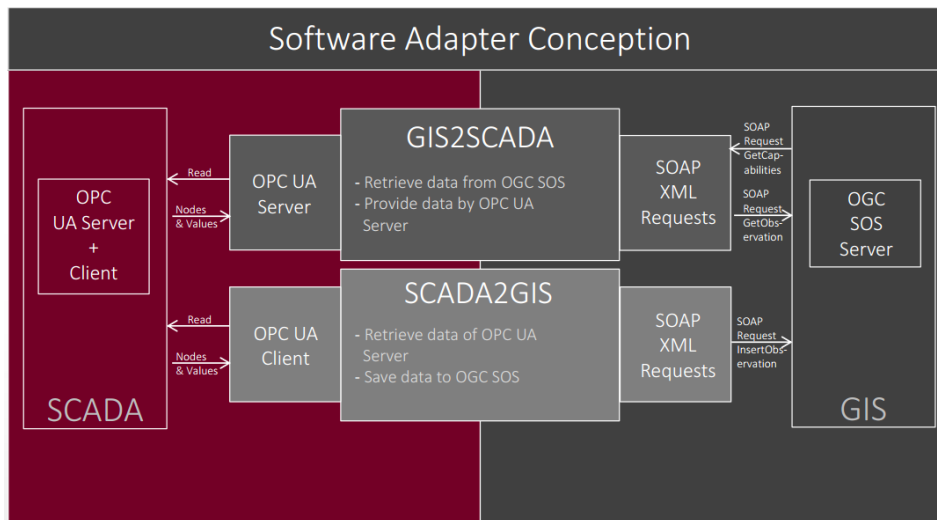 Software Adapter Conception
OPC
UA Server
+
Client
SCADA
Read
Nodes
& Values
Read
Nodes
& Values
OPC UA
Server
GIS2SCADA
- Retrieve data from OGC SOS
- Provide data by OPC UA
Server
SOAP
XML
Requests
SOAP
Request
GetCap-
abilities
SOAP
Request
GetObs-
ervation
OPC UA
Client
SCADA2GIS
- Retrieve data of OPC UA
Server
- Save data to OGC SOS
SOAP
XML
Requests
SOAP
Request
InsertObs-
ervation
OGC
SOS
Server
GIS